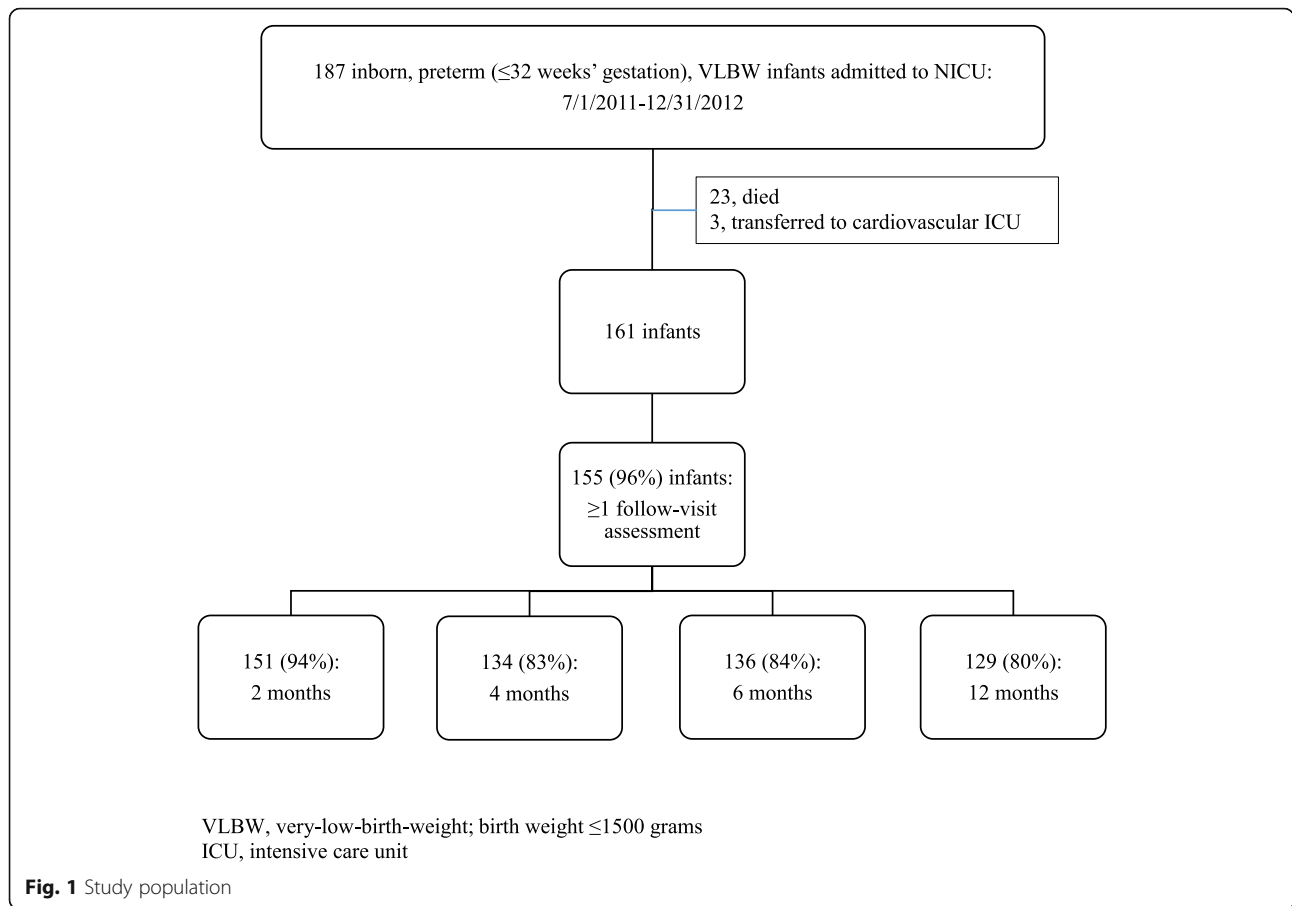 187 inborn, preterm (≤32 weeks’ gestation), VLBW infants admitted to NICU:
7/1/2011-12/31/2012
23, died
3, transferred to cardiovascular ICU
161 infants
155 (96%) infants:
≥1 follow-visit
assessment
151 (94%):
2 months
134 (83%):
4 months
136 (84%):
6 months
129 (80%):
12 months
VLBW, very-low-birth-weight; birth weight ≤1500 grams
ICU, intensive care unit
Fig. 1 Study population